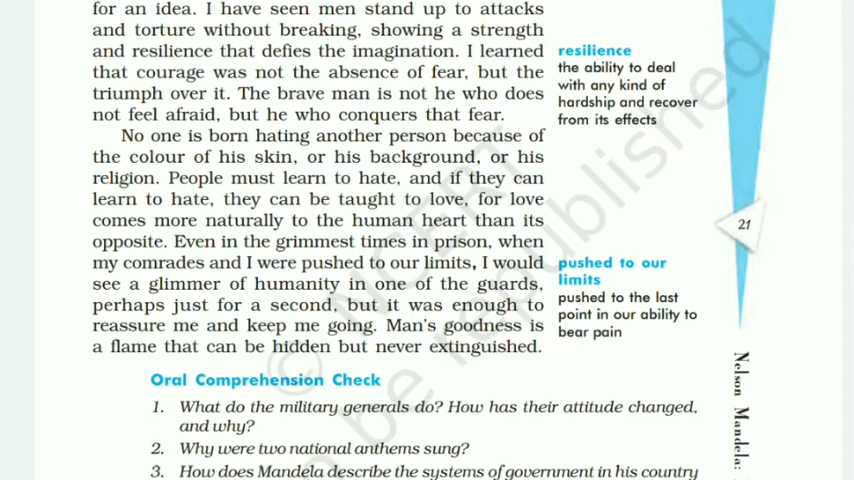 for an idea. I have seen men stand up to attacks
and torture without breaking, showing a strength
and resilience that defies the imagination. I learned
that courage was not the absence of fear, but the
triumph over it. The brave man is not he who does
not feel afraid, but he who conquers that fear.
resilience
the ability to deal
with any kind of
hardship and recover
from its effects
No one is born hating another person because of
the colour of his skin, or his background, or his
religion. People must learn to hate, and if they can
learn to hate, they can be taught to love, for love
comes more naturally to the human heart than its
opposite. Even in the grimmest times in prison, when
my comrades and I were pushed to our limits, I would
see a glimmer of humanity in one of the guards,
perhaps just for a second, but it was enough to
reassure me and keep me going. Man's goodness is
a flame that can be hidden but never extinguished.
pushed to our
limits
pushed to the last
point in our ability to
bear pain
21
Nelson Mandela:
Oral Comprehension Check
1. What do the military generals do? How has their attitude changed,
and why?
2. Why were two national anthems sung?
3. How does Mandela describe the systems of government in his country
© NCERT
be republished